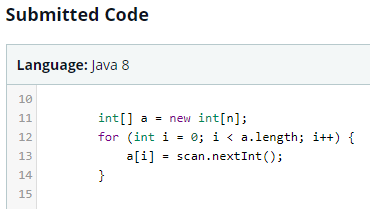 Submitted Code
Language: Java 8
10
11 int[] a = new int[n];
12 for (int i = 0; i < a.length; i++) {
13 a[i] = scan.nextInt();
14 }
15